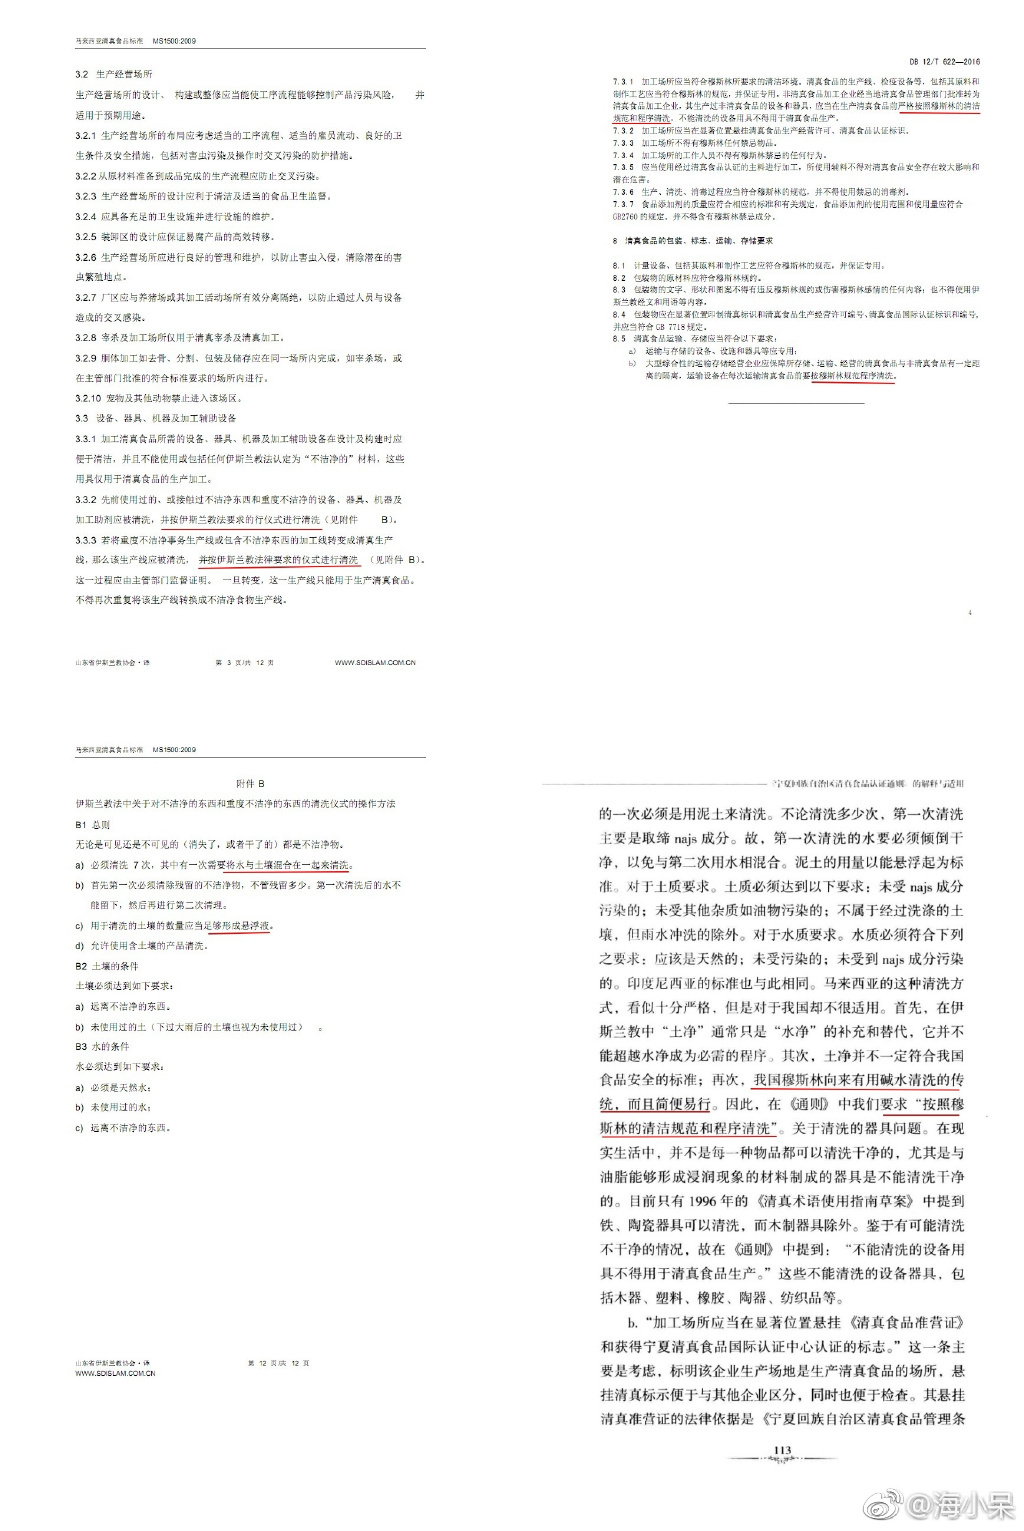 马来西亚清真食品标准 MS1500:2009
3.2 生产经营场所
生产经营场所的设计、 构建或整修应当能使工序流程能够控制产品污染风险， 并
适用于预期用途。
3.2.1 生产经营场所的布局应考虑适当的工序流程、适当的雇员流动、良好的卫
生条件及安全措施，包括对害虫污染及操作时交叉污染的防护措施。
3.2.2 从原材料准备到成品完成的生产流程应防止交叉污染。
3.2.3 生产经营场所的设计应利于清洁及适当的食品卫生监督。
3.2.4 应具备充足的卫生设施并进行设施的维护。
3.2.5 装卸区的设计应保证易腐产品的高效转移。
3.2.6 生产经营场所应进行良好的管理和维护，以防止害虫入侵，清除潜在的害
虫繁殖地点。
3.2.7 厂区应与养猪场或其加工活动场所有效分离隔绝，以防止通过人员与设备
造成的交叉感染。
3.2.8 宰杀及加工场所仅用于清真宰杀及清真加工。
3.2.9 胴体加工如去骨、分割、包装及储存应在同一场所内完成，如宰杀场，或
在主管部门批准的符合标准要求的场所内进行。
3.2.10 宠物及其他动物禁止进入该场区。
3.3 设备、器具、机器及加工辅助设备
3.3.1 加工清真食品所需的设备、器具、机器及加工辅助设备在设计及构建时应
便于清洁，并且不能使用或包括任何伊斯兰教法认定为“不洁净的”材料，这些
用具仅用于清真食品的生产加工。
3.3.2 先前使用过的、或接触过不洁净东西和重度不洁净的设备、器具、机器及
加工助剂应被清洗，并按伊斯兰教法要求的行仪式进行清洗（见附件 B）。
3.3.3 若将重度不洁净事务生产线或包含不洁净东西的加工线转变成清真生产
线，那么该生产线应被清洗， 并按伊斯兰教法律要求的仪式进行清洗 （见附件 B）。
这一过程应由主管部门监督证明。 一旦转变，这一生产线只能用于生产清真食品。
不得再次重复将该生产线转换成不洁净食物生产线。
山东省伊斯兰教协会·译 第 3 页/共 12 页 WWW.SDISLAM.COM.CN
DB 12/T 622—2016
7.3.1 加工场所应当符合穆斯林所要求的清洁环境。清真食品的生产线、检疫设备等，包括其原料和
制作工艺应当符合穆斯林的规范，并保证专用。非清真食品加工企业经当地清真食品管理部门批准转为
清真食品加工企业，其生产过非清真食品的设备和器具，应当在生产清真食品前严格按照穆斯林的清洁
规范和程序清洗，不能清洗的设备用具不得用于清真食品生产。
7.3.2 加工场所应当在显著位置悬挂清真食品生产经营许可、清真食品认证标识。
7.3.3 加工场所不得有穆斯林任何禁忌物品。
7.3.4 加工场所的工作人员不得有穆斯林禁忌的任何行为。
7.3.5 应当使用经过清真食品认证的主料进行加工，所使用辅料不得对清真食品安全存在较大影响和
潜在危害。
7.3.6 生产、清洗、消毒过程应当符合穆斯林的规范，并不得使用禁忌的消毒剂。
7.3.7 食品添加剂的质量应符合相应的标准和有关规定，食品添加剂的使用范围和使用量应符合
GB2760 的规定，并不得含有穆斯林禁忌成分。
8 清真食品的包装、标志、运输、存储要求
8.1 计量设备、包括其原料和制作工艺应符合穆斯林的规范，并保证专用。
8.2 包装物的原材料应符合穆斯林规约。
8.3 包装物的文字、形状和图案不得有违反穆斯林规约或伤害穆斯林感情的任何内容；也不得使用伊
斯兰教经文和用语等内容。
8.4 包装物应在显著位置印制清真标识和清真食品生产经营许可编号、清真食品国际认证标识和编号，
并应当符合 GB 7718 规定。
8.5 清真食品运输、存储应当符合以下要求：
a) 运输与存储的设备、设施和器具等应专用；
b) 大型综合性的运输存储经营企业应保障所存储、运输、经营的清真食品与非清真食品有一定距
离的隔离，运输设备在每次运输清真食品前要按穆斯林规范程序清洗。
4
马来西亚清真食品标准 MS1500:2009
附件 B
伊斯兰教法中关于对不洁净的东西和重度不洁净的东西的清洗仪式的操作方法
B1 总则
无论是可见还是不可见的（消失了，或者干了的）都是不洁净物。
a) 必须清洗 7 次，其中有一次需要将水与土壤混合在一起来清洗。
b) 首先第一次必须清除残留的不洁净物，不管残留多少。第一次清洗后的水不
能留下，然后再进行第二次清理。
c) 用于清洗的土壤的数量应当足够形成悬浮液。
d) 允许使用含土壤的产品清洗。
B2 土壤的条件
土壤必须达到如下要求：
a) 远离不洁净的东西。
b) 未使用过的土（下过大雨后的土壤也视为未使用过） 。
B3 水的条件
水必须达到如下要求：
a) 必须是天然水；
b) 未使用过的水；
c) 远离不洁净的东西。
山东省伊斯兰教协会·译 第 12 页/共 12 页
WWW.SDISLAM.COM.CN
《宁夏回族自治区清真食品认证通则》的解释与适用
的一次必须是用泥土来清洗。不论清洗多少次，第一次清洗
主要是取缔 najs 成分。故，第一次清洗的水要必须倾倒干
净，以免与第二次用水相混合。泥土的用量以能悬浮起为标
准。对于土质要求。土质必须达到以下要求：未受 najs 成分
污染的；未受其他杂质如油物污染的；不属于经过洗涤的土
壤，但雨水冲洗的除外。对于水质要求。水质必须符合下列
之要求：应该是天然的；未受污染的；未受到 najs 成分污染
的。印度尼西亚的标准也与此相同。马来西亚的这种清洗方
式，看似十分严格，但是对于我国却不很适用。首先，在伊
斯兰教中“土净”通常只是“水净”的补充和替代，它并不
能超越水净成为必需的程序。其次，土净并不一定符合我国
食品安全的标准；再次，我国穆斯林向来有用碱水清洗的传
统，而且简便易行。因此，在《通则》中我们要求“按照穆
斯林的清洁规范和程序清洗”。关于清洗的器具问题。在现
实生活中，并不是每一种物品都可以清洗干净的，尤其是与
油脂能够形成浸润现象的材料制成的器具是不能清洗干净
的。目前只有 1996 年的《清真术语使用指南草案》中提到
铁、陶瓷器具可以清洗，而木制器具除外。鉴于有可能清洗
不干净的情况，故在《通则》中提到：“不能清洗的设备用
具不得用于清真食品生产。”这些不能清洗的设备器具，包
括木器、塑料、橡胶、陶器、纺织品等。
b.“加工场所应当在显著位置悬挂《清真食品准营证》
和获得宁夏清真食品国际认证中心认证的标志。”这一条主
要是考虑，标明该企业生产场地是生产清真食品的场所，悬
挂清真标示便于与其他企业区分，同时也便于检查。其悬挂
清真准营证的法律依据是《宁夏回族自治区清真食品管理条
113
@海小呆